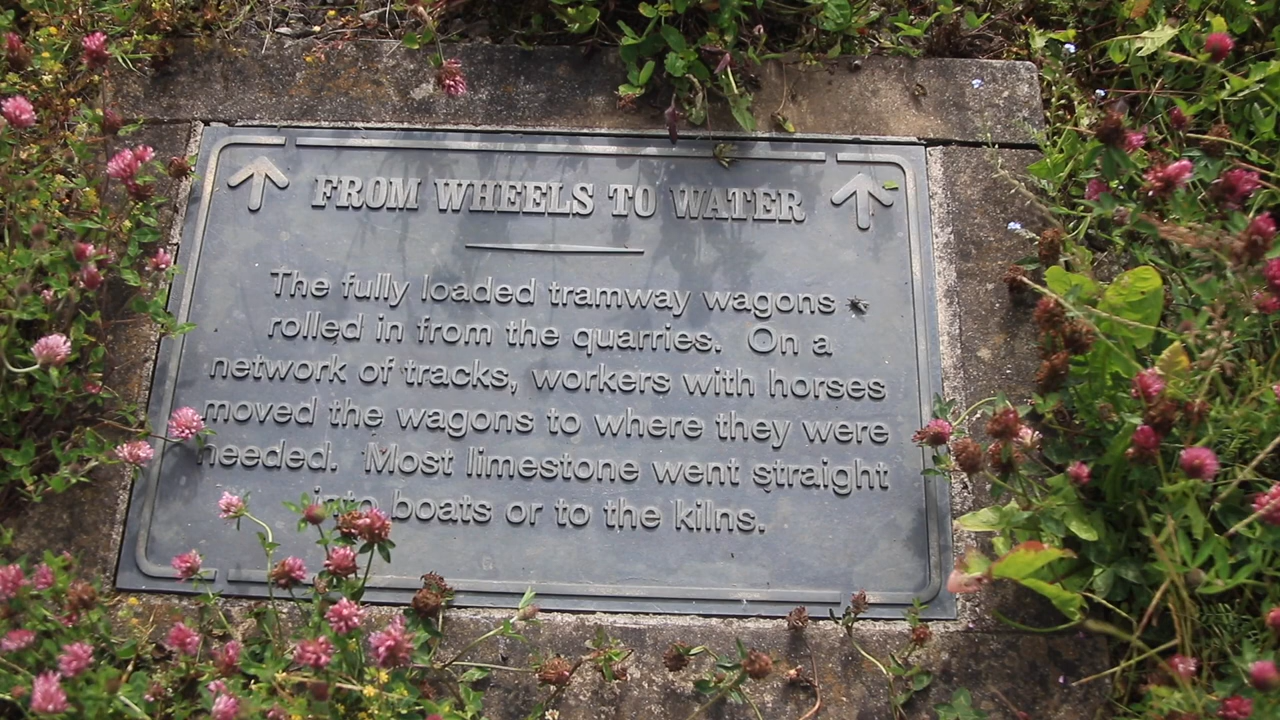 FROM WHEELS TO WATER
The fully loaded tramway wagons
rolled in from the quarries. On a
network of tracks, workers with horses
moved the wagons to where they were
needed. Most limestone went straight
into boats or to the kilns.